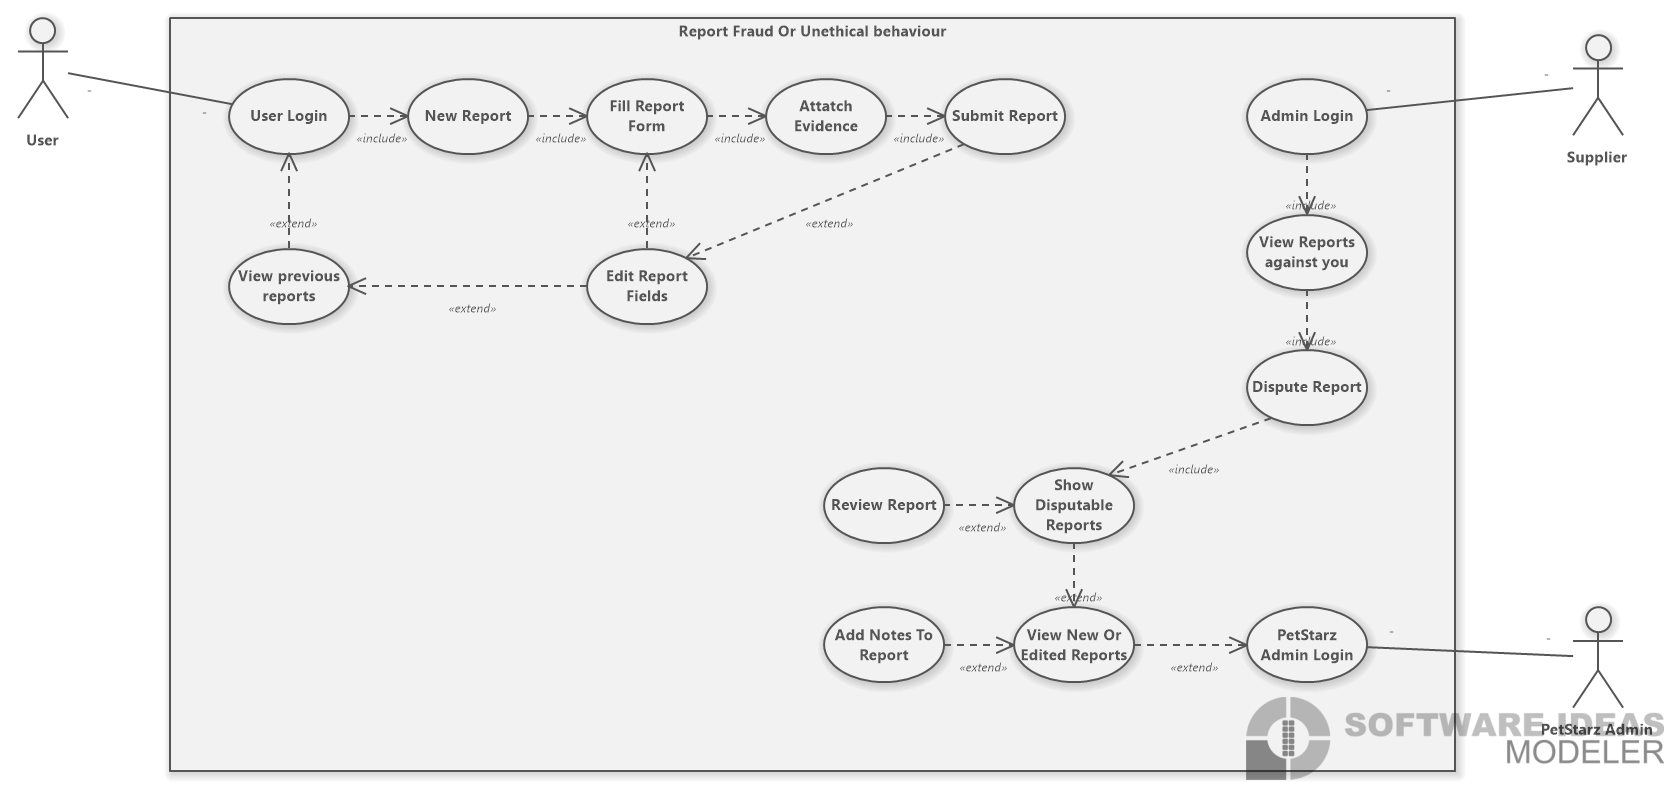 Report Fraud Or Unethical behaviour
User
Supplier
User Login
«include»
New Report
«include»
Fill Report
Form
«include»
Attatch
Evidence
«include»
Submit Report
Admin Login
«include»
«extend»
«extend»
«extend»
View previous
reports
«extend»
Edit Report
Fields
View Reports
against you
«include»
Dispute Report
«include»
Review Report
«extend»
Show
Disputable
Reports
«extend»
Add Notes To
Report
«extend»
View New Or
Edited Reports
«extend»
PetStarz
Admin Login
PetStarz Admin
SOFTWARE IDEAS
MODELER